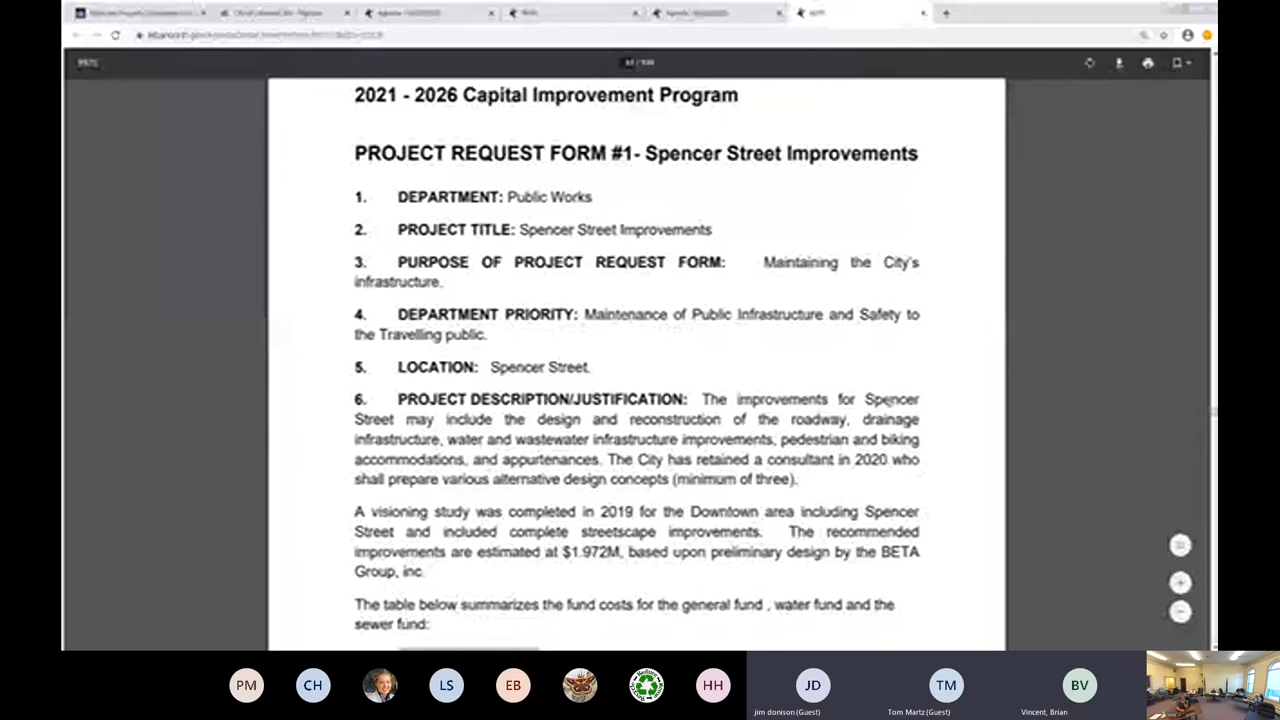 2021 - 2026 Capital Improvement Program
PROJECT REQUEST FORM #1- Spencer Street Improvements
1. DEPARTMENT: Public Works
2. PROJECT TITLE: Spencer Street Improvements
3. PURPOSE OF PROJECT REQUEST FORM: Maintaining the City's
infrastructure.
4. DEPARTMENT PRIORITY: Maintenance of Public Infrastructure and Safety to
the Travelling public.
5. LOCATION: Spencer Street.
6. PROJECT DESCRIPTION/JUSTIFICATION: The improvements for Spencer
Street may include the design and reconstruction of the roadway, drainage
infrastructure, water and wastewater infrastructure improvements, pedestrian and biking
accommodations, and appurtenances. The City has retained a consultant in 2020 who
shall prepare various alternative design concepts (minimum of three).
A visioning study was completed in 2019 for the Downtown area including Spencer
Street and included complete streetscape improvements. The recommended
improvements are estimated at $1.972M, based upon preliminary design by the BETA
Group, inc.
The table below summarizes the fund costs for the general fund , water fund and the
sewer fund:
PM CH LS EB HH JD TM BV
jim donison (Guest) Tom Martz (Guest) Vincent, Brian